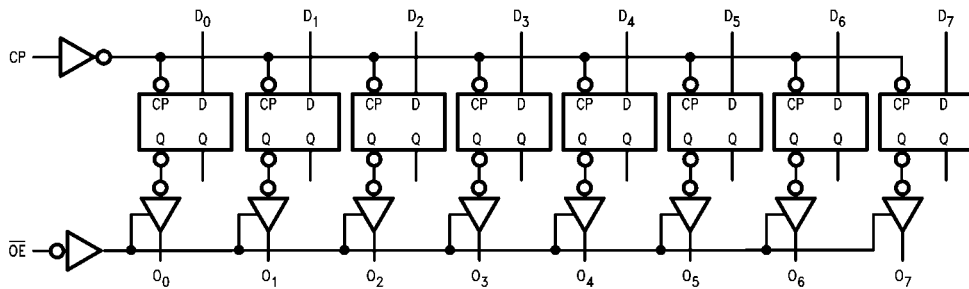 D0 D1 D2 D3 D4 D5 D6 D7
CP
CP D CP D CP D CP D CP D CP D CP D CP D
Q Q Q Q Q Q Q Q Q Q Q Q Q Q Q Q
O̅E̅
O0 O1 O2 O3 O4 O5 O6 O7